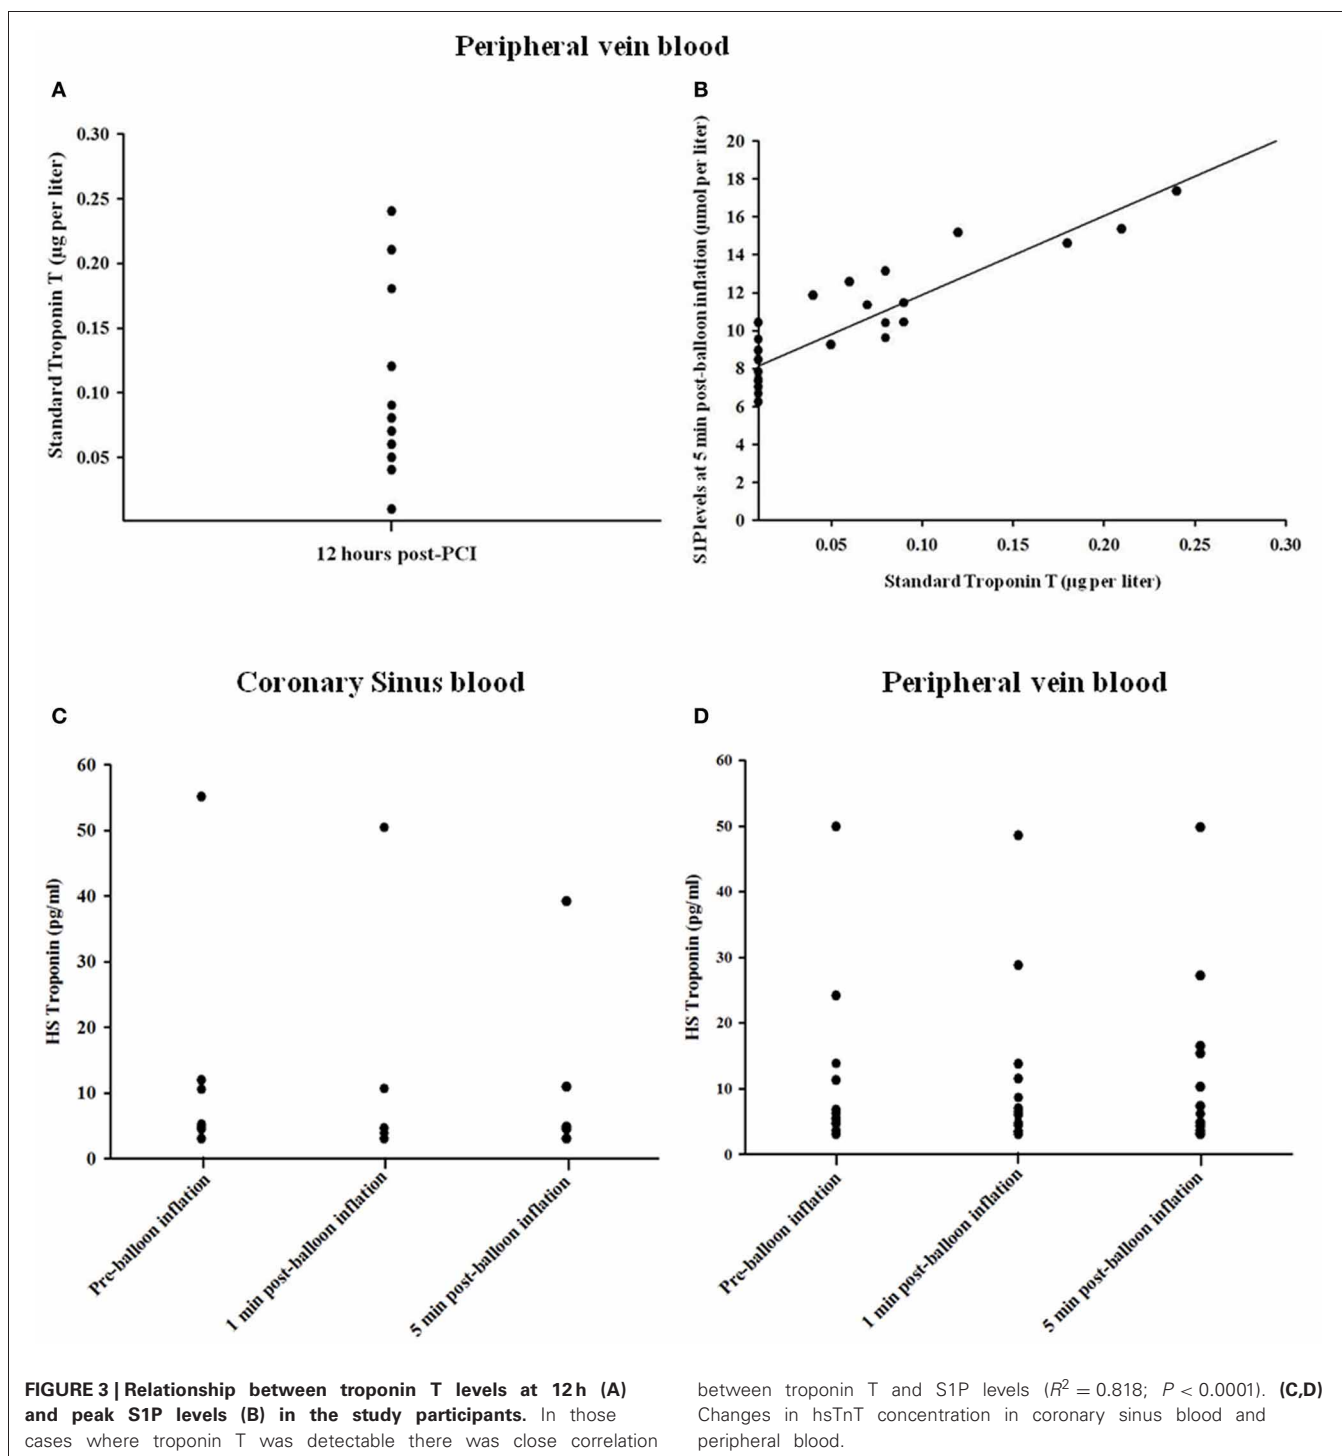 Peripheral vein blood
A
Standard Troponin T (µg per liter)
0.30
0.25
0.20
0.15
0.10
0.05
12 hours post-PCI
B
S1P levels at 5 min post-balloon inflation (µmol per liter)
20
18
16
14
12
10
8
6
4
2
0
0.05 0.10 0.15 0.20 0.25 0.30
Standard Troponin T (µg per liter)
Coronary Sinus blood
C
HS Troponin (pg/ml)
60
50
40
30
20
10
0
Pre-balloon inflation
1 min post-balloon inflation
5 min post-balloon inflation
Peripheral vein blood
D
HS Troponin (pg/ml)
60
50
40
30
20
10
0
Pre-balloon inflation
1 min post-balloon inflation
5 min post-balloon inflation
FIGURE 3 | Relationship between troponin T levels at 12 h (A)
and peak S1P levels (B) in the study participants. In those
cases where troponin T was detectable there was close correlation
between troponin T and S1P levels (R² = 0.818; P < 0.0001). (C,D)
Changes in hsTnT concentration in coronary sinus blood and
peripheral blood.